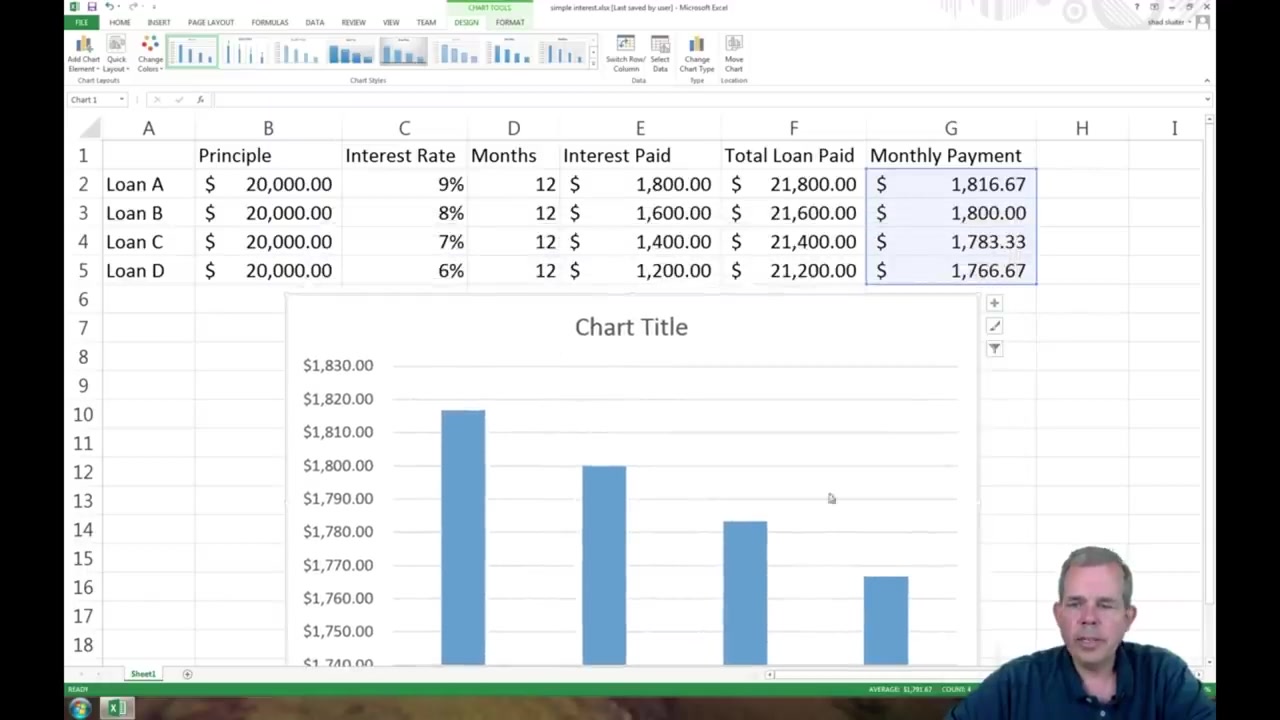 CHART TOOLS
simple interest.xlsx [Last saved by user] - Microsoft Excel
FILE HOME INSERT PAGE LAYOUT FORMULAS DATA REVIEW VIEW TEAM DESIGN FORMAT
Add Chart Element Quick Layout Change Colors Switch Row/Column Select Data Change Chart Type Move Chart
Chart Layouts Chart Styles Data Type Location
Chart 1
A B C D E F G H I
1 Principle Interest Rate Months Interest Paid Total Loan Paid Monthly Payment
2 Loan A $ 20,000.00 9% 12 $ 1,800.00 $ 21,800.00 $ 1,816.67
3 Loan B $ 20,000.00 8% 12 $ 1,600.00 $ 21,600.00 $ 1,800.00
4 Loan C $ 20,000.00 7% 12 $ 1,400.00 $ 21,400.00 $ 1,783.33
5 Loan D $ 20,000.00 6% 12 $ 1,200.00 $ 21,200.00 $ 1,766.67
6
7 Chart Title
8 $1,830.00
9 $1,820.00
10 $1,810.00
11
12 $1,800.00
13 $1,790.00
14 $1,780.00
15 $1,770.00
16 $1,760.00
17 $1,750.00
18 $1,740.00
Sheet1
READY AVERAGE: $1,791.67 COUNT: 4